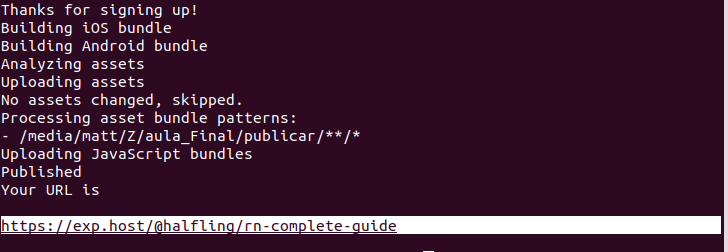 Thanks for signing up!
Building iOS bundle
Building Android bundle
Analyzing assets
Uploading assets
No assets changed, skipped.
Processing asset bundle patterns:
- /media/matt/Z/aula_Final/publicar/**/*
Uploading JavaScript bundles
Published
Your URL is
https://exp.host/@halfling/rn-complete-guide